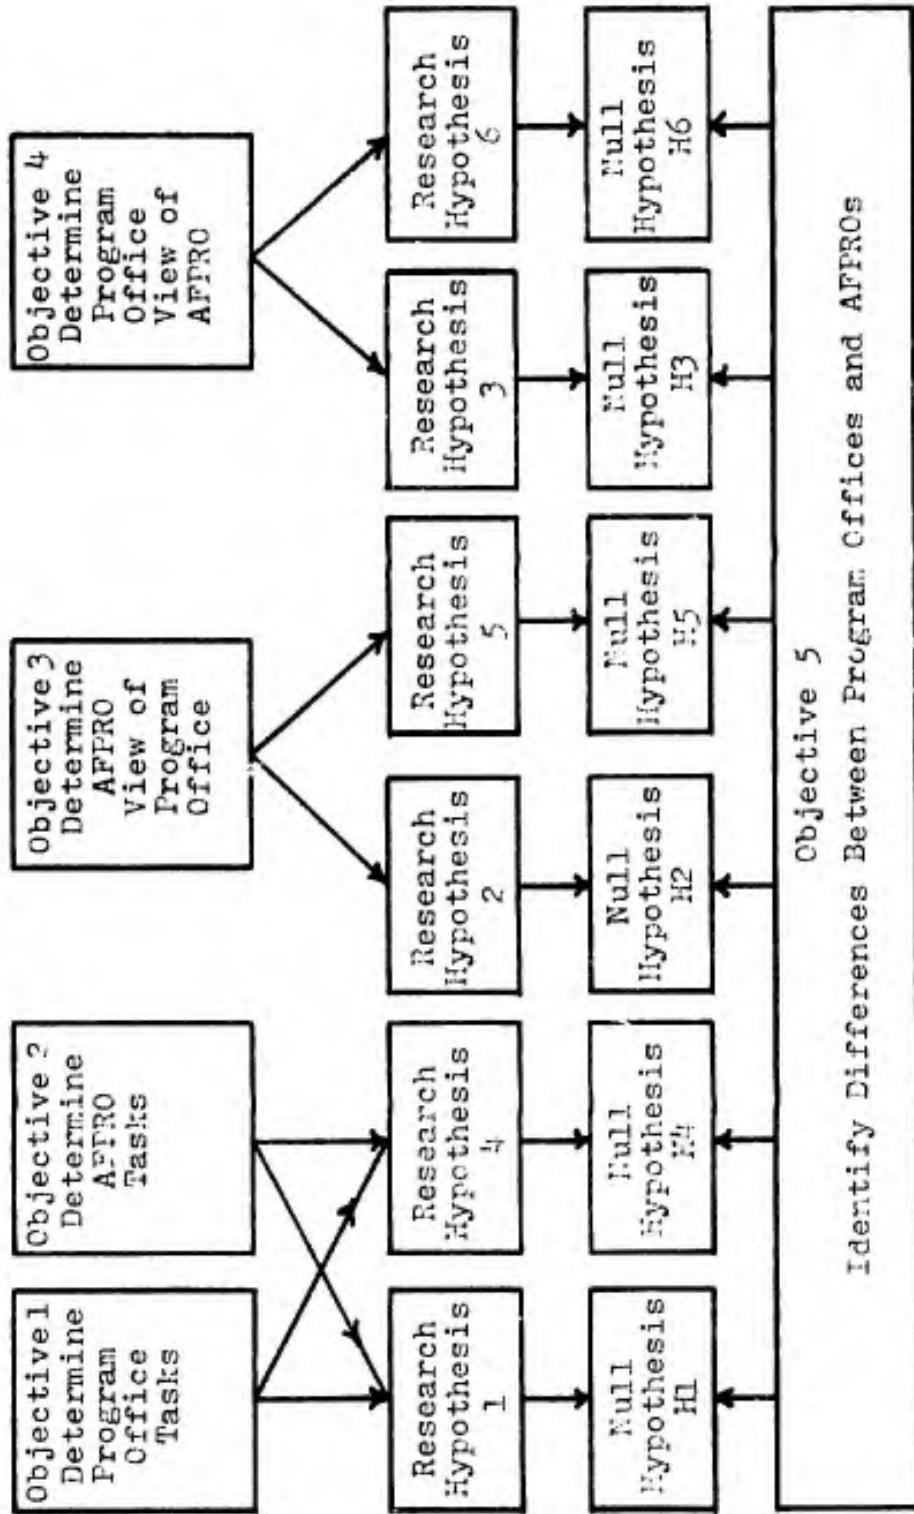 Objective 1
Determine
Program
Office
Tasks
Objective 2
Determine
AFPRO
Tasks
Objective 3
Determine
AFPRO
View of
Program
Office
Objective 4
Determine
Program
Office
View of
AFPRO
Research
Hypothesis
1
Research
Hypothesis
4
Research
Hypothesis
2
Research
Hypothesis
5
Research
Hypothesis
3
Research
Hypothesis
6
Null
Hypothesis
H1
Null
Hypothesis
H4
Null
Hypothesis
H2
Null
Hypothesis
H5
Null
Hypothesis
H3
Null
Hypothesis
H6
Objective 5
Identify Differences Between Program Offices and AFPROs